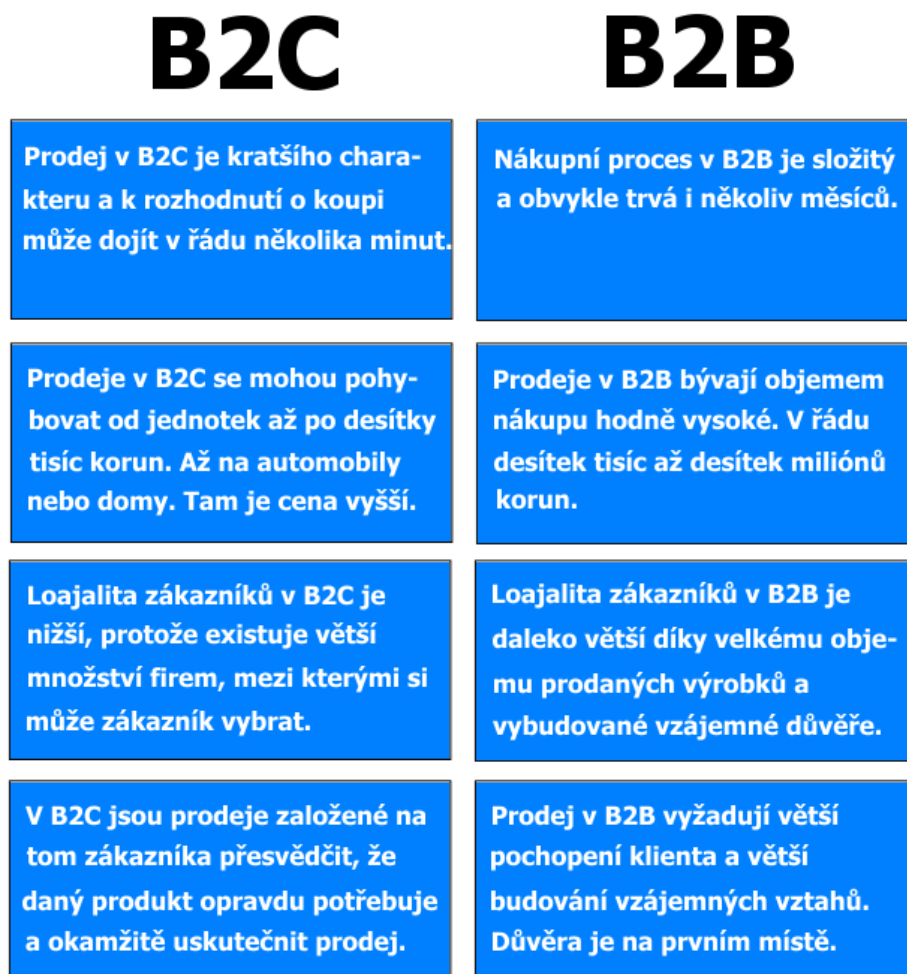 B2C
B2B
Prodej v B2C je kratšího chara-
kteru a k rozhodnutí o koupi
může dojít v řádu několika minut.
Nákupní proces v B2B je složitý
a obvykle trvá i několiv měsíců.
Prodeje v B2C se mohou pohy-
bovat od jednotek až po desítky
tisíc korun. Až na automobily
nebo domy. Tam je cena vyšší.
Prodeje v B2B bývají objemem
nákupu hodně vysoké. V řádu
desítek tisíc až desítek miliónů
korun.
Loajalita zákazníků v B2C je
nižší, protože existuje větší
množství firem, mezi kterými si
může zákazník vybrat.
Loajalita zákazníků v B2B je
daleko větší díky velkému obje-
mu prodaných výrobků a
vybudované vzájemné důvěře.
V B2C jsou prodeje založené na
tom zákazníka přesvědčit, že
daný produkt opravdu potřebuje
a okamžitě uskutečnit prodej.
Prodej v B2B vyžadují větší
pochopení klienta a větší
budování vzájemných vztahů.
Důvěra je na prvním místě.